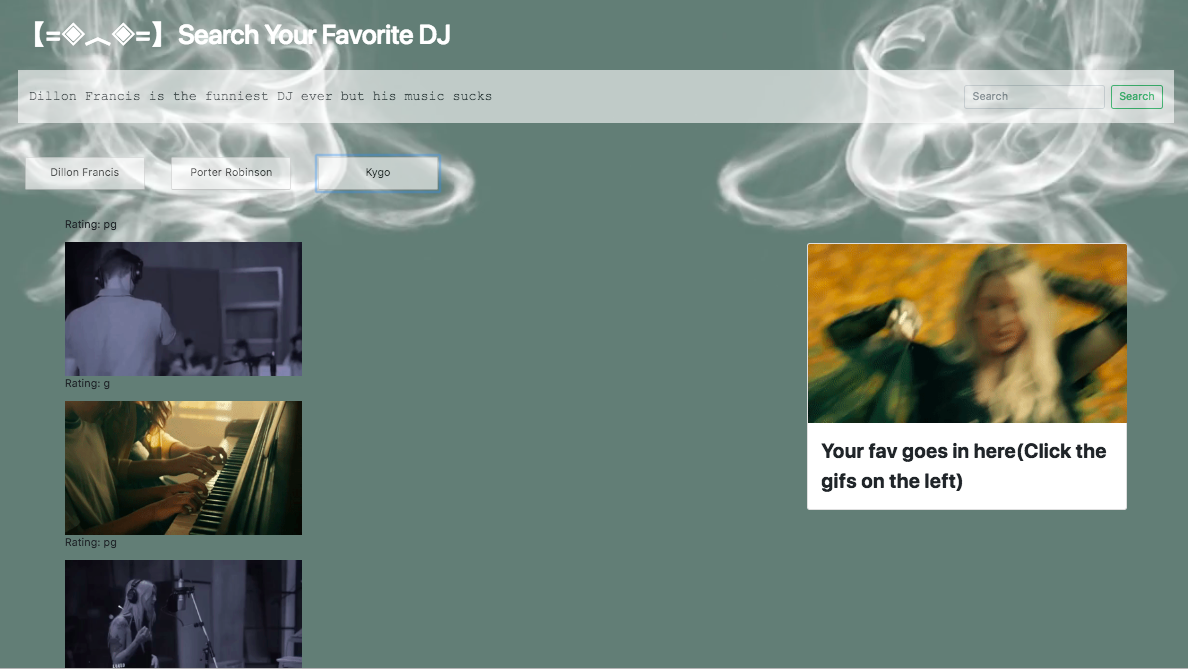 【=◈︿◈=】 Search Your Favorite DJ
Dillon Francis is the funniest DJ ever but his music sucks
Search
Search
Dillon Francis
Porter Robinson
Kygo
Rating: pg
Rating: g
Rating: pg
Your fav goes in here(Click the
gifs on the left)